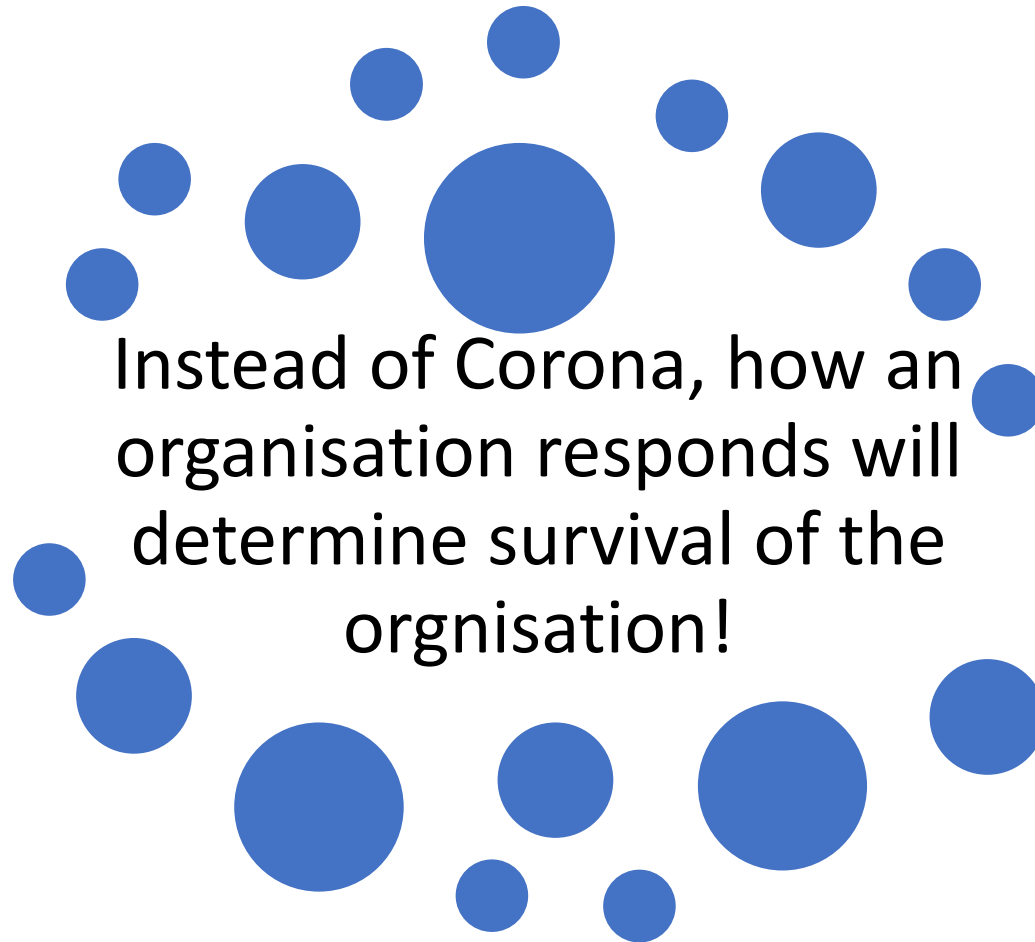 Instead of Corona, how an
organisation responds will
determine survival of the
orgnisation!